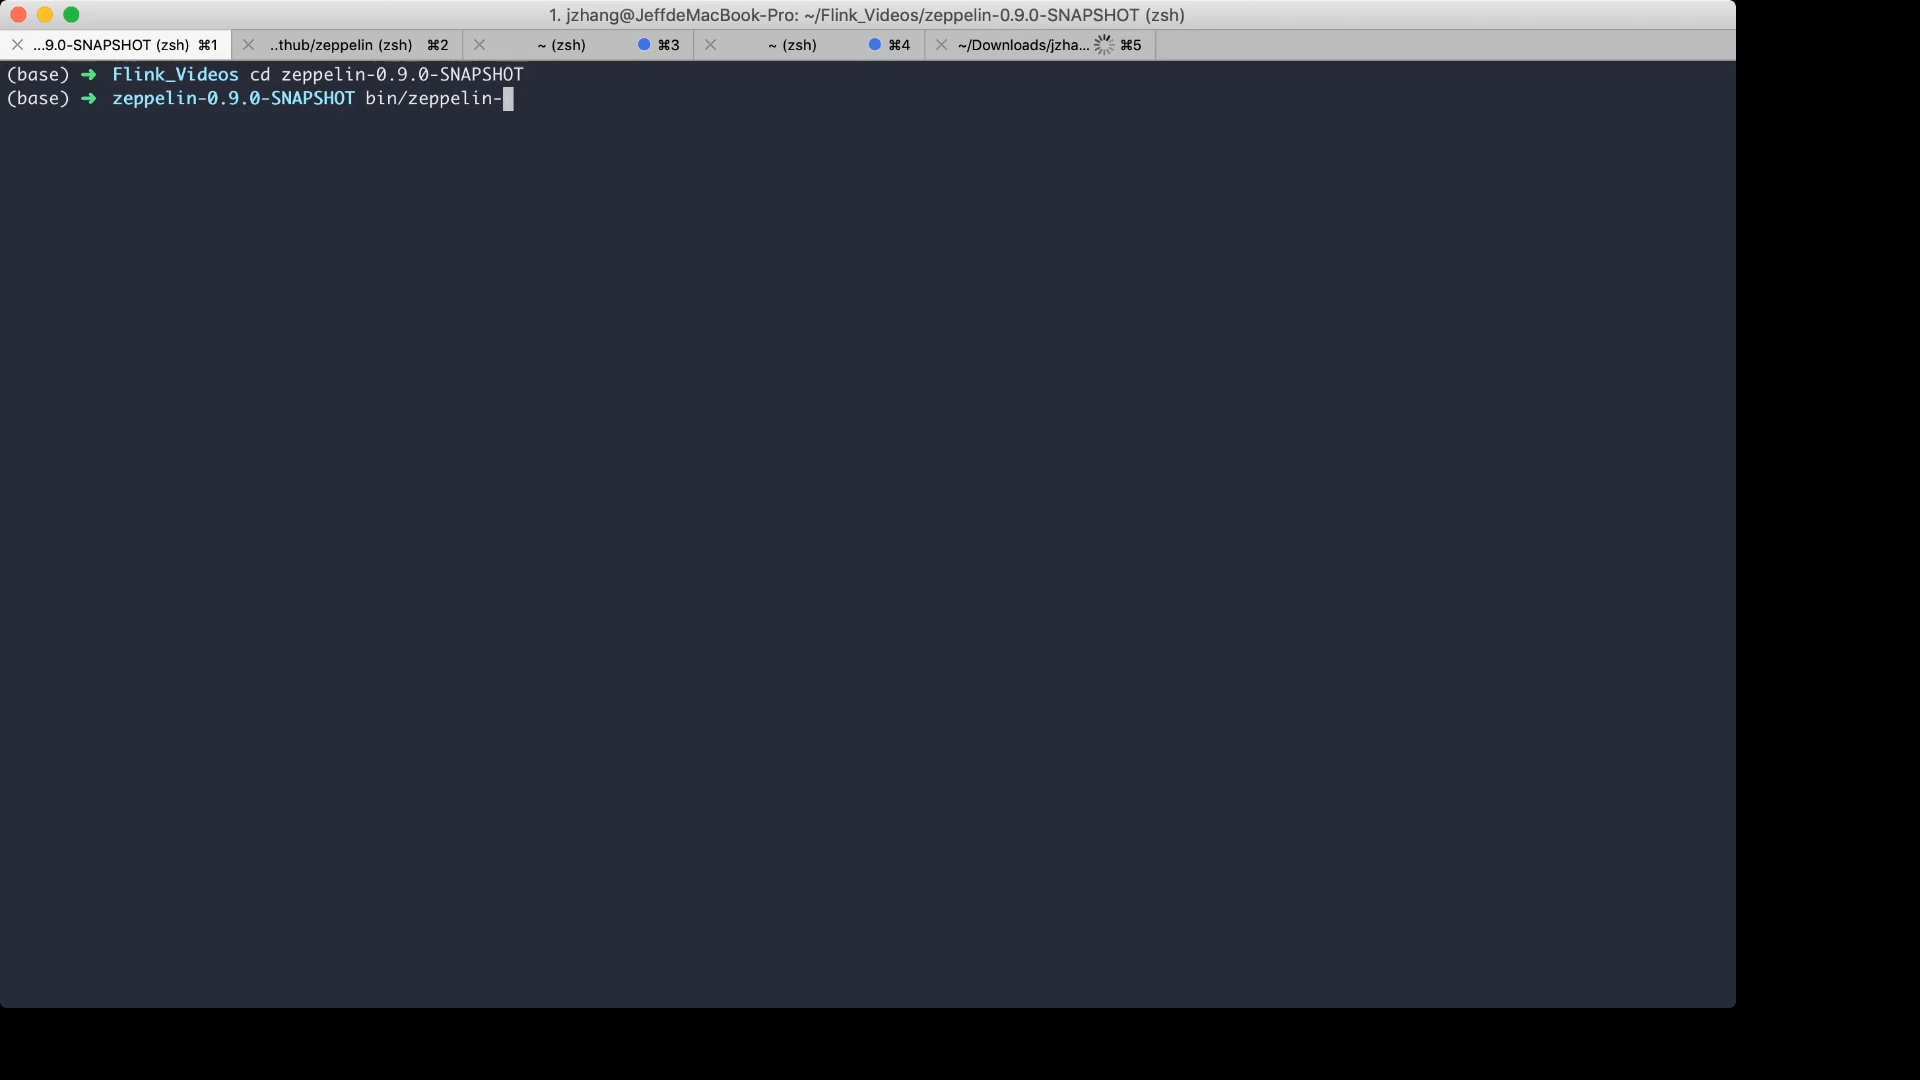 1. jzhang@JeffdeMacBook-Pro: ~/Flink_Videos/zeppelin-0.9.0-SNAPSHOT (zsh)
...9.0-SNAPSHOT (zsh) ⌘1 ..thub/zeppelin (zsh) ⌘2 ~ (zsh) ⌘3 ~ (zsh) ⌘4 ~/Downloads/jzha... ⌘5
(base) ➜ Flink_Videos cd zeppelin-0.9.0-SNAPSHOT
(base) ➜ zeppelin-0.9.0-SNAPSHOT bin/zeppelin-